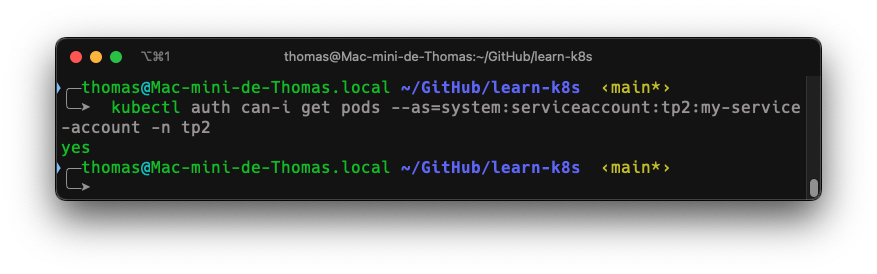 ⌥⌘1 thomas@Mac-mini-de-Thomas:~/GitHub/learn-k8s
thomas@Mac-mini-de-Thomas.local ~/GitHub/learn-k8s ‹main*›
kubectl auth can-i get pods --as=system:serviceaccount:tp2:my-service
-account -n tp2
yes
thomas@Mac-mini-de-Thomas.local ~/GitHub/learn-k8s ‹main*›